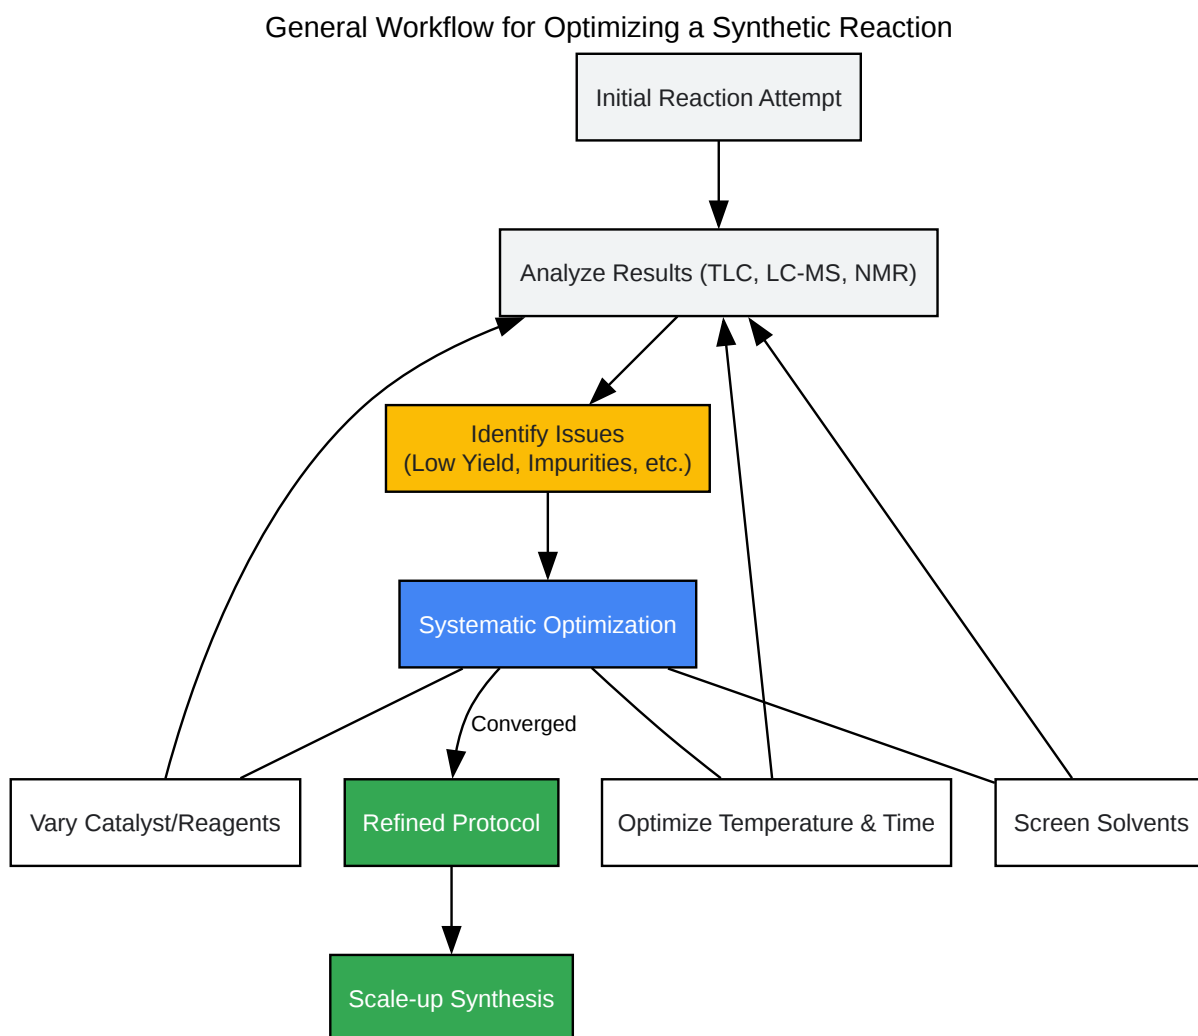 General Workflow for Optimizing a Synthetic Reaction
Initial Reaction Attempt
Analyze Results (TLC, LC-MS, NMR)
Identify Issues
(Low Yield, Impurities, etc.)
Systematic Optimization
Converged
Vary Catalyst/Reagents
Refined Protocol
Optimize Temperature & Time
Screen Solvents
Scale-up Synthesis